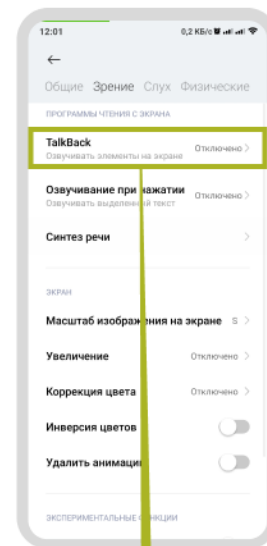 12:01 0,2 КБ/с
Общие Зрение Слух Физические
ПРОГРАММЫ ЧТЕНИЯ С ЭКРАНА
TalkBack
Озвучивать элементы на экране
Отключено
Озвучивание при нажатии
Озвучивать выделенный текст
Отключено
Синтез речи
ЭКРАН
Масштаб изображения на экране S
Увеличение Отключено
Коррекция цвета Отключено
Инверсия цветов
Удалить анимации
ЭКСПЕРИМЕНТАЛЬНЫЕ ФУНКЦИИ